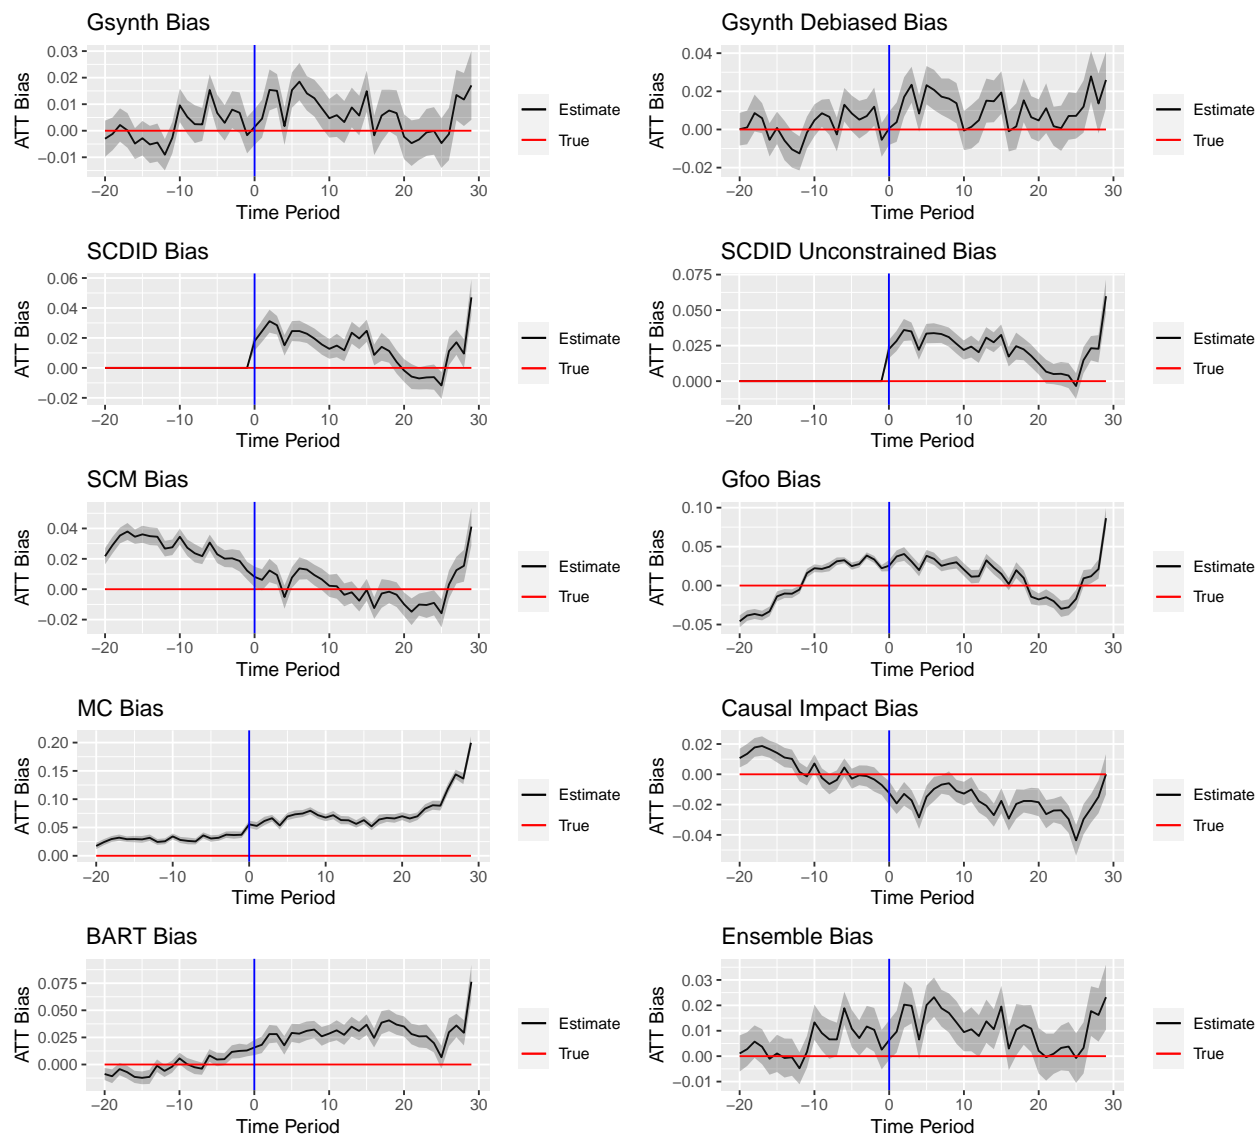 Gsynth Bias
ATT Bias
0.03
0.02
0.01
0.00
−0.01
−20 −10 0 10 20 30
Time Period
Estimate
True
Gsynth Debiased Bias
ATT Bias
0.04
0.02
0.00
−0.02
−20 −10 0 10 20 30
Time Period
Estimate
True
SCDID Bias
ATT Bias
0.06
0.04
0.02
0.00
−0.02
−20 −10 0 10 20 30
Time Period
Estimate
True
SCDID Unconstrained Bias
ATT Bias
0.075
0.050
0.025
0.000
−20 −10 0 10 20 30
Time Period
Estimate
True
SCM Bias
ATT Bias
0.04
0.02
0.00
−0.02
−20 −10 0 10 20 30
Time Period
Estimate
True
Gfoo Bias
ATT Bias
0.10
0.05
0.00
−0.05
−20 −10 0 10 20 30
Time Period
Estimate
True
MC Bias
ATT Bias
0.20
0.15
0.10
0.05
0.00
−20 −10 0 10 20 30
Time Period
Estimate
True
Causal Impact Bias
ATT Bias
0.02
0.00
−0.02
−0.04
−20 −10 0 10 20 30
Time Period
Estimate
True
BART Bias
ATT Bias
0.075
0.050
0.025
0.000
−20 −10 0 10 20 30
Time Period
Estimate
True
Ensemble Bias
ATT Bias
0.03
0.02
0.01
0.00
−0.01
−20 −10 0 10 20 30
Time Period
Estimate
True